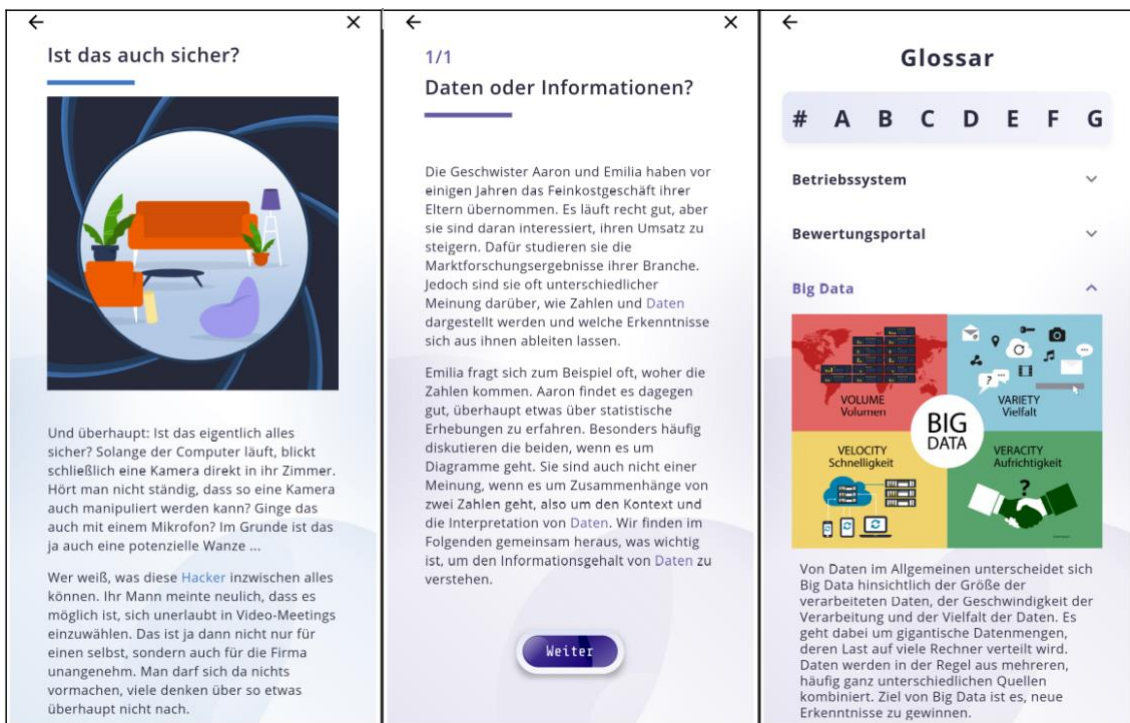 Ist das auch sicher?
Und überhaupt: Ist das eigentlich alles
sicher? Solange der Computer läuft, blickt
schließlich eine Kamera direkt in ihr Zimmer.
Hört man nicht ständig, dass so eine Kamera
auch manipuliert werden kann? Ginge das
auch mit einem Mikrofon? Im Grunde ist das
ja auch eine potenzielle Wanze ...
Wer weiß, was diese Hacker inzwischen alles
können. Ihr Mann meinte neulich, dass es
möglich ist, sich unerlaubt in Video-Meetings
einzuwählen. Das ist ja dann nicht nur für
einen selbst, sondern auch für die Firma
unangenehm. Man darf sich da nichts
vormachen, viele denken über so etwas
überhaupt nicht nach.
1/1
Daten oder Informationen?
Die Geschwister Aaron und Emilia haben vor
einigen Jahren das Feinkostgeschäft ihrer
Eltern übernommen. Es läuft recht gut, aber
sie sind daran interessiert, ihren Umsatz zu
steigern. Dafür studieren sie die
Marktforschungsergebnisse ihrer Branche.
Jedoch sind sie oft unterschiedlicher
Meinung darüber, wie Zahlen und Daten
dargestellt werden und welche Erkenntnisse
sich aus ihnen ableiten lassen.
Emilia fragt sich zum Beispiel oft, woher die
Zahlen kommen. Aaron findet es dagegen
gut, überhaupt etwas über statistische
Erhebungen zu erfahren. Besonders häufig
diskutieren die beiden, wenn es um
Diagramme geht. Sie sind auch nicht einer
Meinung, wenn es um Zusammenhänge von
zwei Zahlen geht, also um den Kontext und
die Interpretation von Daten. Wir finden im
Folgenden gemeinsam heraus, was wichtig
ist, um den Informationsgehalt von Daten zu
verstehen.
Weiter
Glossar
# A B C D E F G
Betriebssystem
Bewertungsportal
Big Data
VOLUME
Volumen
VARIETY
Vielfalt
BIG
DATA
VELOCITY
Schnelligkeit
VERACITY
Aufrichtigkeit
?
Von Daten im Allgemeinen unterscheidet sich
Big Data hinsichtlich der Größe der
verarbeiteten Daten, der Geschwindigkeit der
Verarbeitung und der Vielfalt der Daten. Es
geht dabei um gigantische Datenmengen,
deren Last auf viele Rechner verteilt wird.
Daten werden in der Regel aus mehreren,
häufig ganz unterschiedlichen Quellen
kombiniert. Ziel von Big Data ist es, neue
Erkenntnisse zu gewinnen.